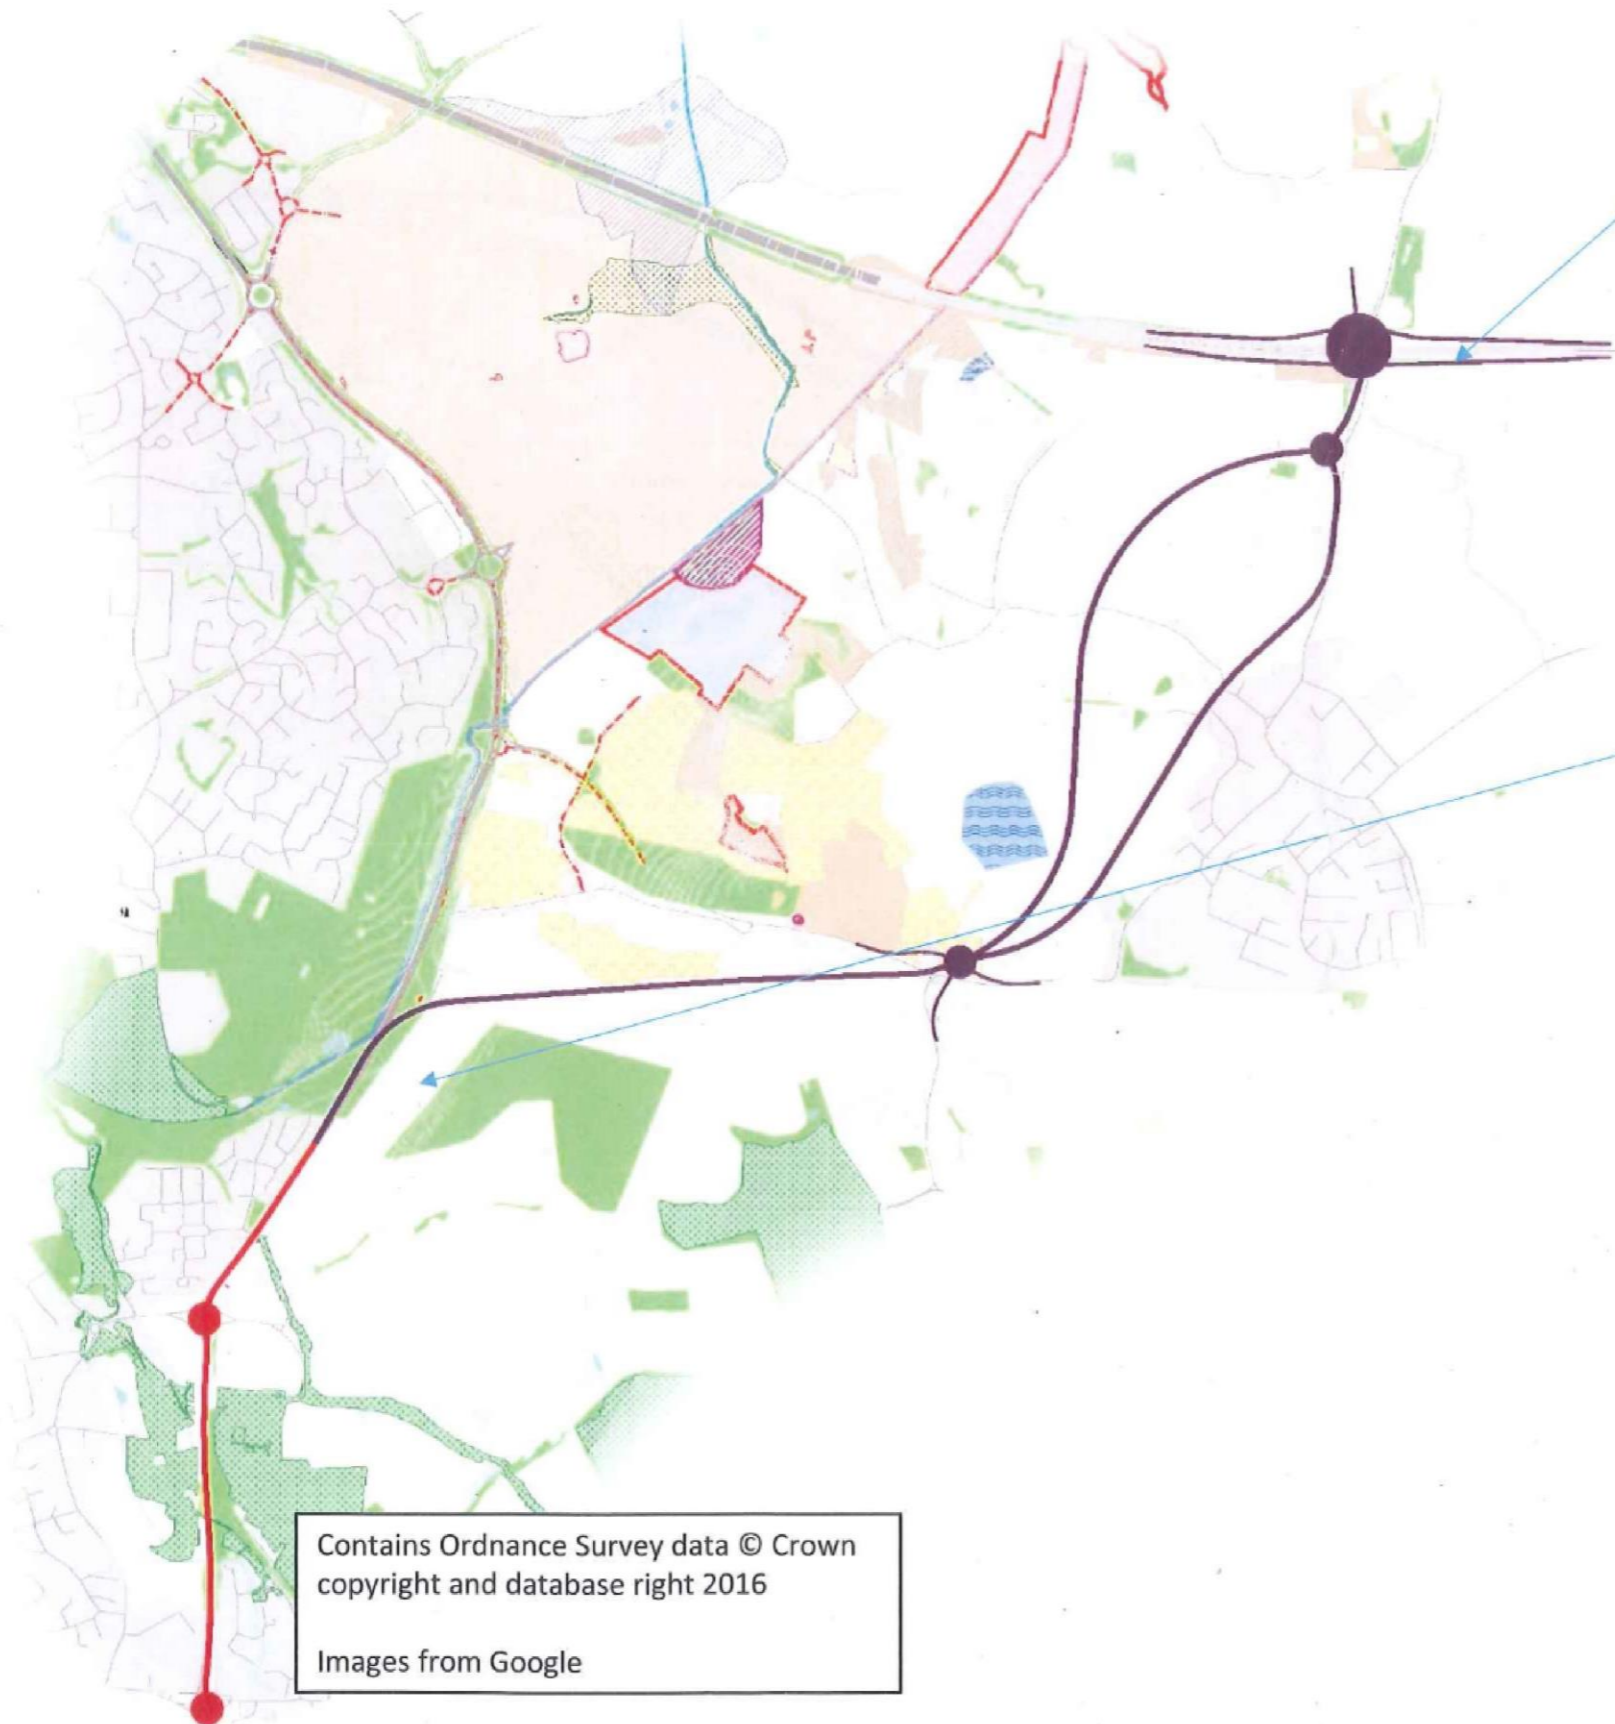 Contains Ordnance Survey data © Crown
copyright and database right 2016
Images from Google